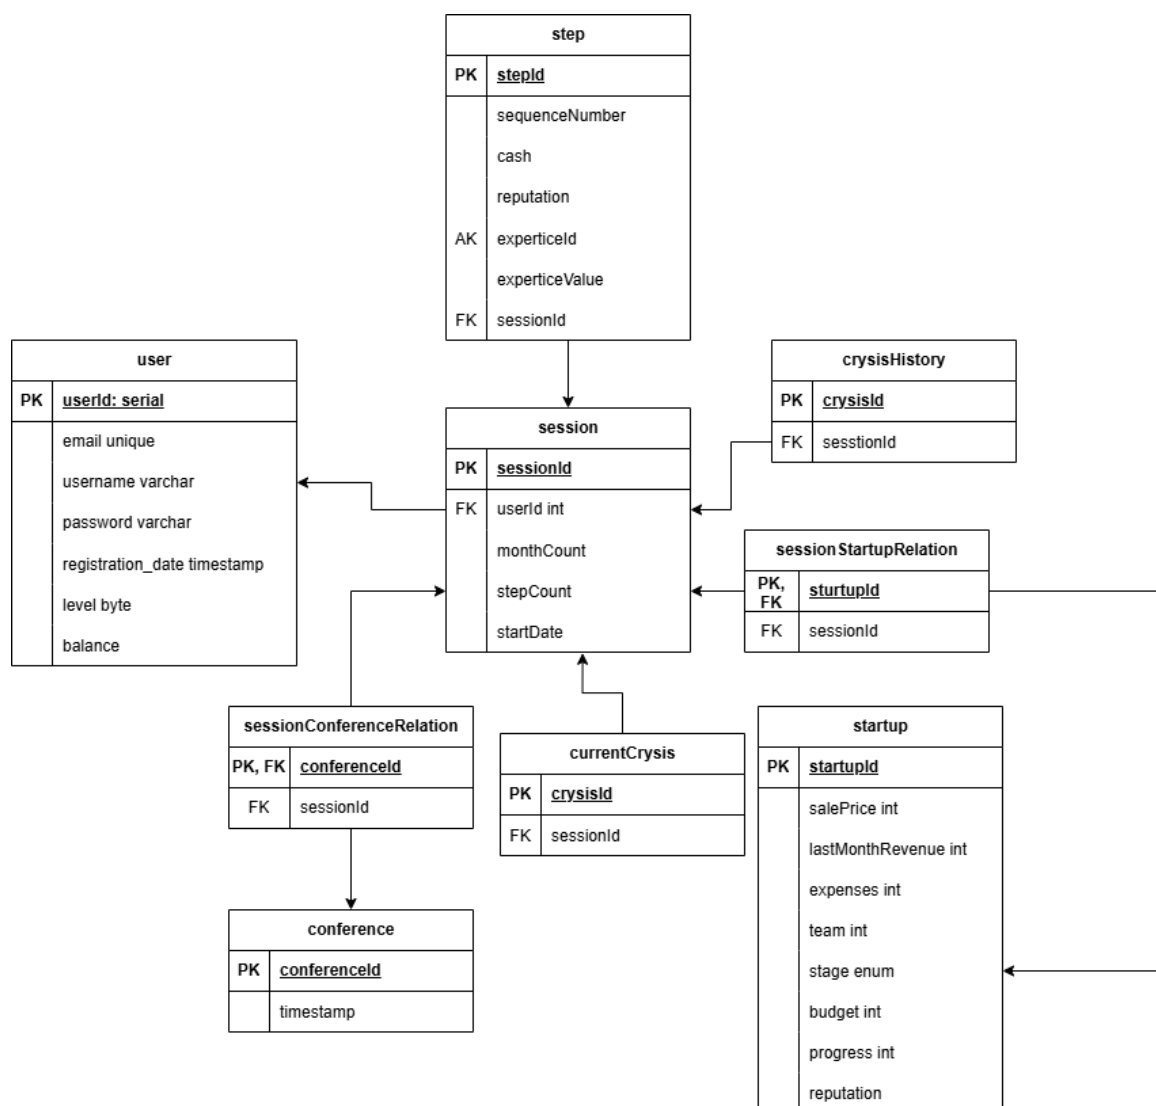 step
PK stepId
sequenceNumber
cash
reputation
AK experticeId
experticeValue
FK sessionId
user
PK userId: serial
email unique
username varchar
password varchar
registration_date timestamp
level byte
balance
session
PK sessionId
FK userId int
monthCount
stepCount
startDate
crysisHistory
PK crysisId
FK sesstionId
sessionStartupRelation
PK,
FK sturtupId
FK sessionId
sessionConferenceRelation
PK, FK conferenceId
FK sessionId
currentCrysis
PK crysisId
FK sessionId
startup
PK startupId
salePrice int
lastMonthRevenue int
expenses int
team int
stage enum
budget int
progress int
reputation
conference
PK conferenceId
timestamp